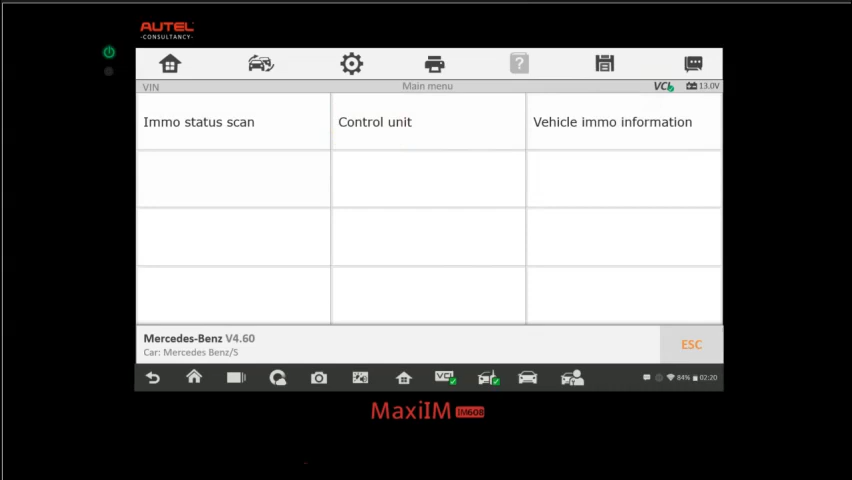 AUTEL
-CONSULTANCY-
VIN
Main menu
VCI
13.0V
Immo status scan
Control unit
Vehicle immo information
Mercedes-Benz V4.60
Car: Mercedes Benz/S
ESC
VCI
84%
02:20
MaxiIM IM608